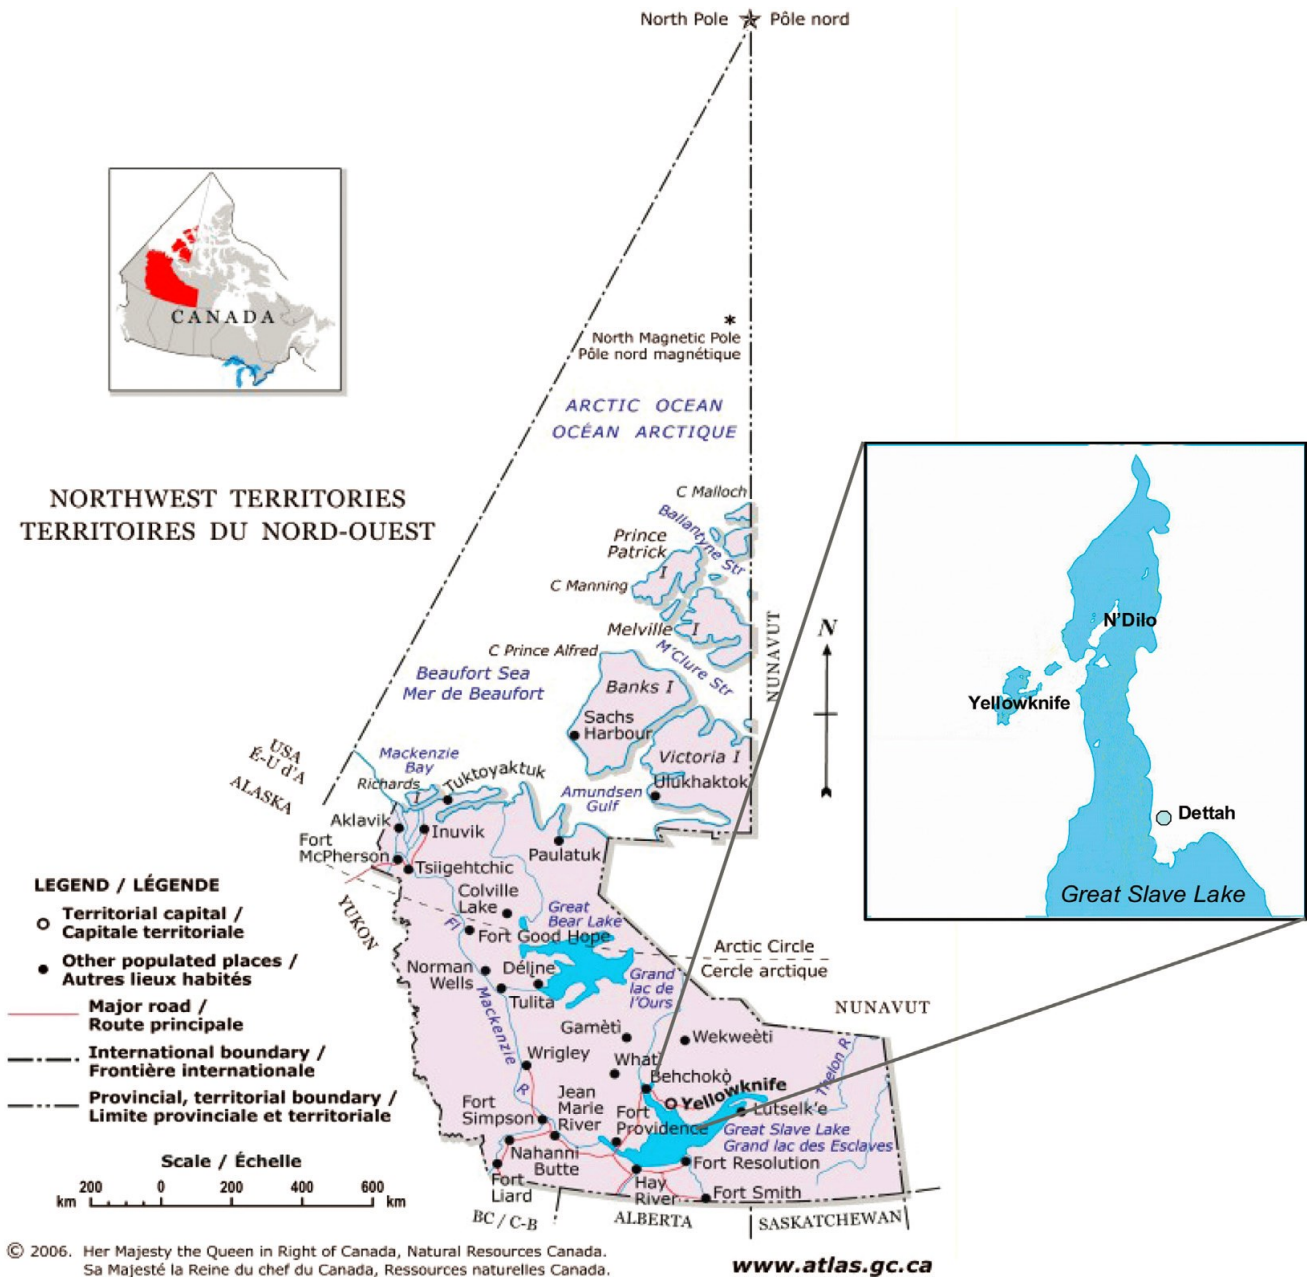 North Pole Pôle nord
CANADA
North Magnetic Pole
Pôle nord magnétique
ARCTIC OCEAN
OCÉAN ARCTIQUE
NORTHWEST TERRITORIES
TERRITOIRES DU NORD-OUEST
C Malloch
Ballantyne Str
Prince
Patrick
I
C Manning
Melville I
M'Clure Str
C Prince Alfred
NUNAVUT
N
Beaufort Sea
Mer de Beaufort
Banks I
Sachs
Harbour
Victoria I
Ulukhaktok
Amundsen
Gulf
USA
É-U d'A
ALASKA
Mackenzie
Bay
Richards
I
Tuktoyaktuk
Aklavik
Inuvik
Fort
McPherson
Tsiigehtchic
Paulatuk
YUKON
Colville
Lake
Great
Bear Lake
Fl
Fort Good Hope
Arctic Circle
Cercle arctique
Norman
Wells
Déline
Tulita
Grand
lac de
l'Ours
Mackenzie
R
NUNAVUT
Gamètì
Wekweètì
Wrigley
Whatì
Behchokò
Thelon R
Yellowknife
Lutselk'e
Jean
Marie
River
Fort
Simpson
Fort
Providence
Great Slave Lake
Grand lac des Esclaves
Nahanni
Butte
Fort
Liard
Fort Resolution
Hay
River
Fort Smith
BC / C-B
ALBERTA
SASKATCHEWAN
N'Dilo
Yellowknife
Dettah
Great Slave Lake
LEGEND / LÉGENDE
Territorial capital /
Capitale territoriale
Other populated places /
Autres lieux habités
Major road /
Route principale
International boundary /
Frontière internationale
Provincial, territorial boundary /
Limite provinciale et territoriale
Scale / Échelle
km 200 0 200 400 600 km
© 2006. Her Majesty the Queen in Right of Canada, Natural Resources Canada.
Sa Majesté la Reine du chef du Canada, Ressources naturelles Canada.
www.atlas.gc.ca